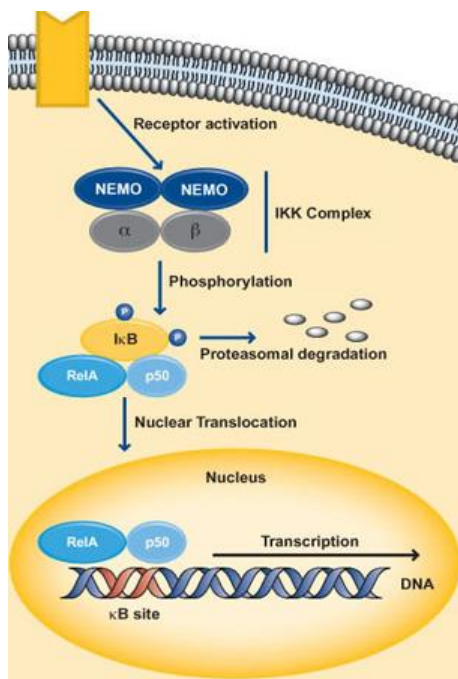 Receptor activation
NEMO NEMO
α β
IKK Complex
Phosphorylation
P
IκB P
Proteasomal degradation
RelA p50
Nuclear Translocation
Nucleus
RelA p50
Transcription
DNA
κB site